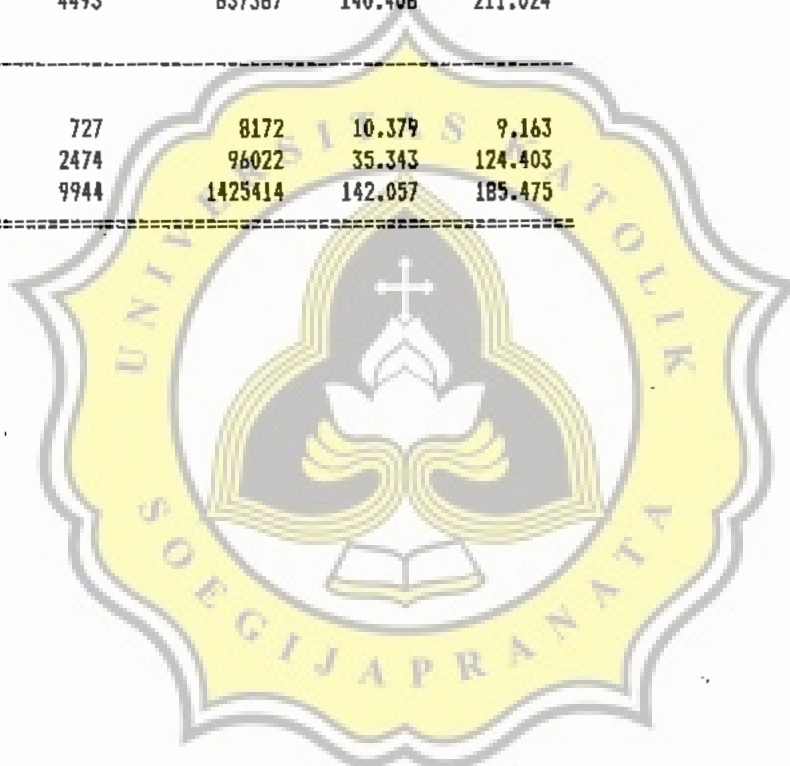 727 8172 10.379 9.163
2474 96022 35.343 124.403
9944 1425414 142.057 185.475
UNIVERSITAS KATOLIK
SOEGIJAPRANATA